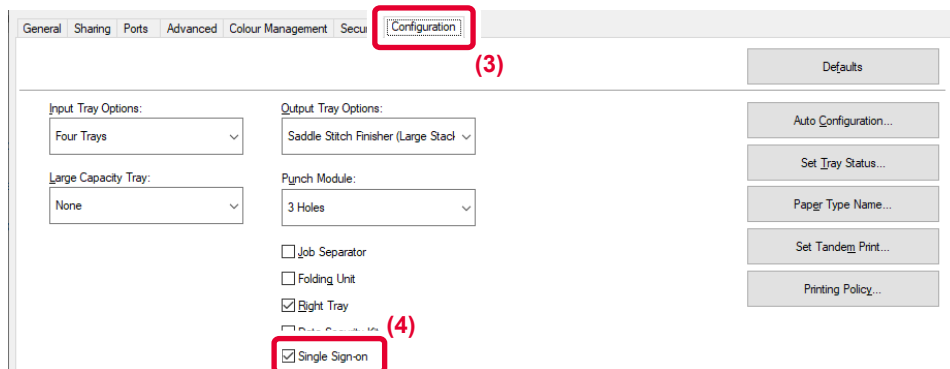 General Sharing Ports Advanced Colour Management Secu Configuration
(3)
Defaults
Input Tray Options:
Output Tray Options:
Four Trays
Saddle Stitch Finisher (Large Stack
Auto Configuration...
Set Tray Status...
Large Capacity Tray:
Punch Module:
None
3 Holes
Paper Type Name...
Set Tandem Print...
Job Separator
Folding Unit
Printing Policy...
Right Tray
(4)
Single Sign-on